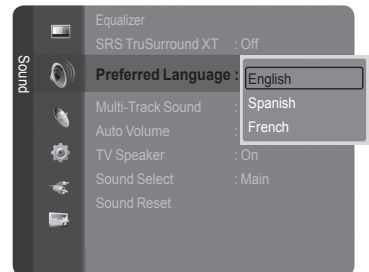 Sound
Equalizer
SRS TruSurround XT : Off
Preferred Language :
English
Spanish
French
Multi-Track Sound :
Auto Volume :
TV Speaker : On
Sound Select : Main
Sound Reset